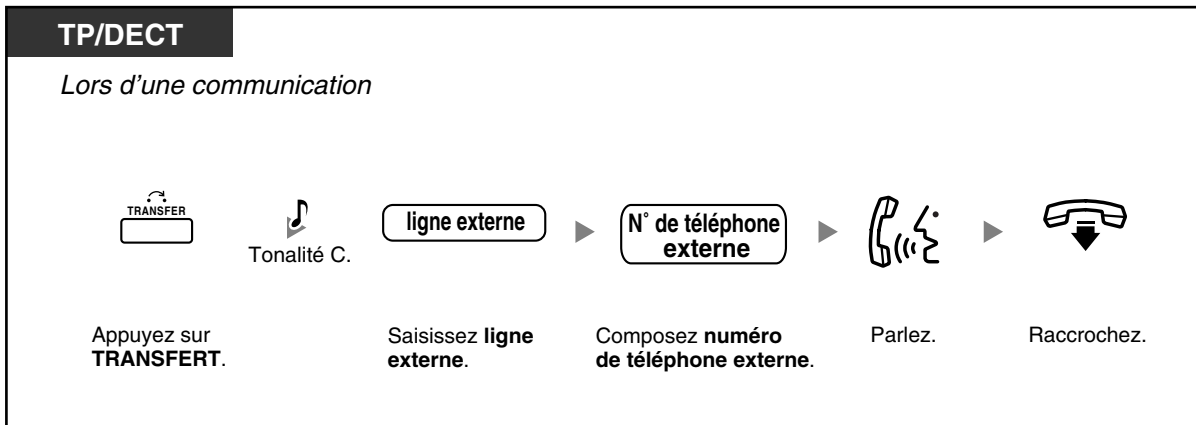 TP/DECT
Lors d'une communication
TRANSFER
Tonalité C.
ligne externe
N° de téléphone
externe
Appuyez sur
TRANSFERT.
Saisissez ligne
externe.
Composez numéro
de téléphone externe.
Parlez.
Raccrochez.